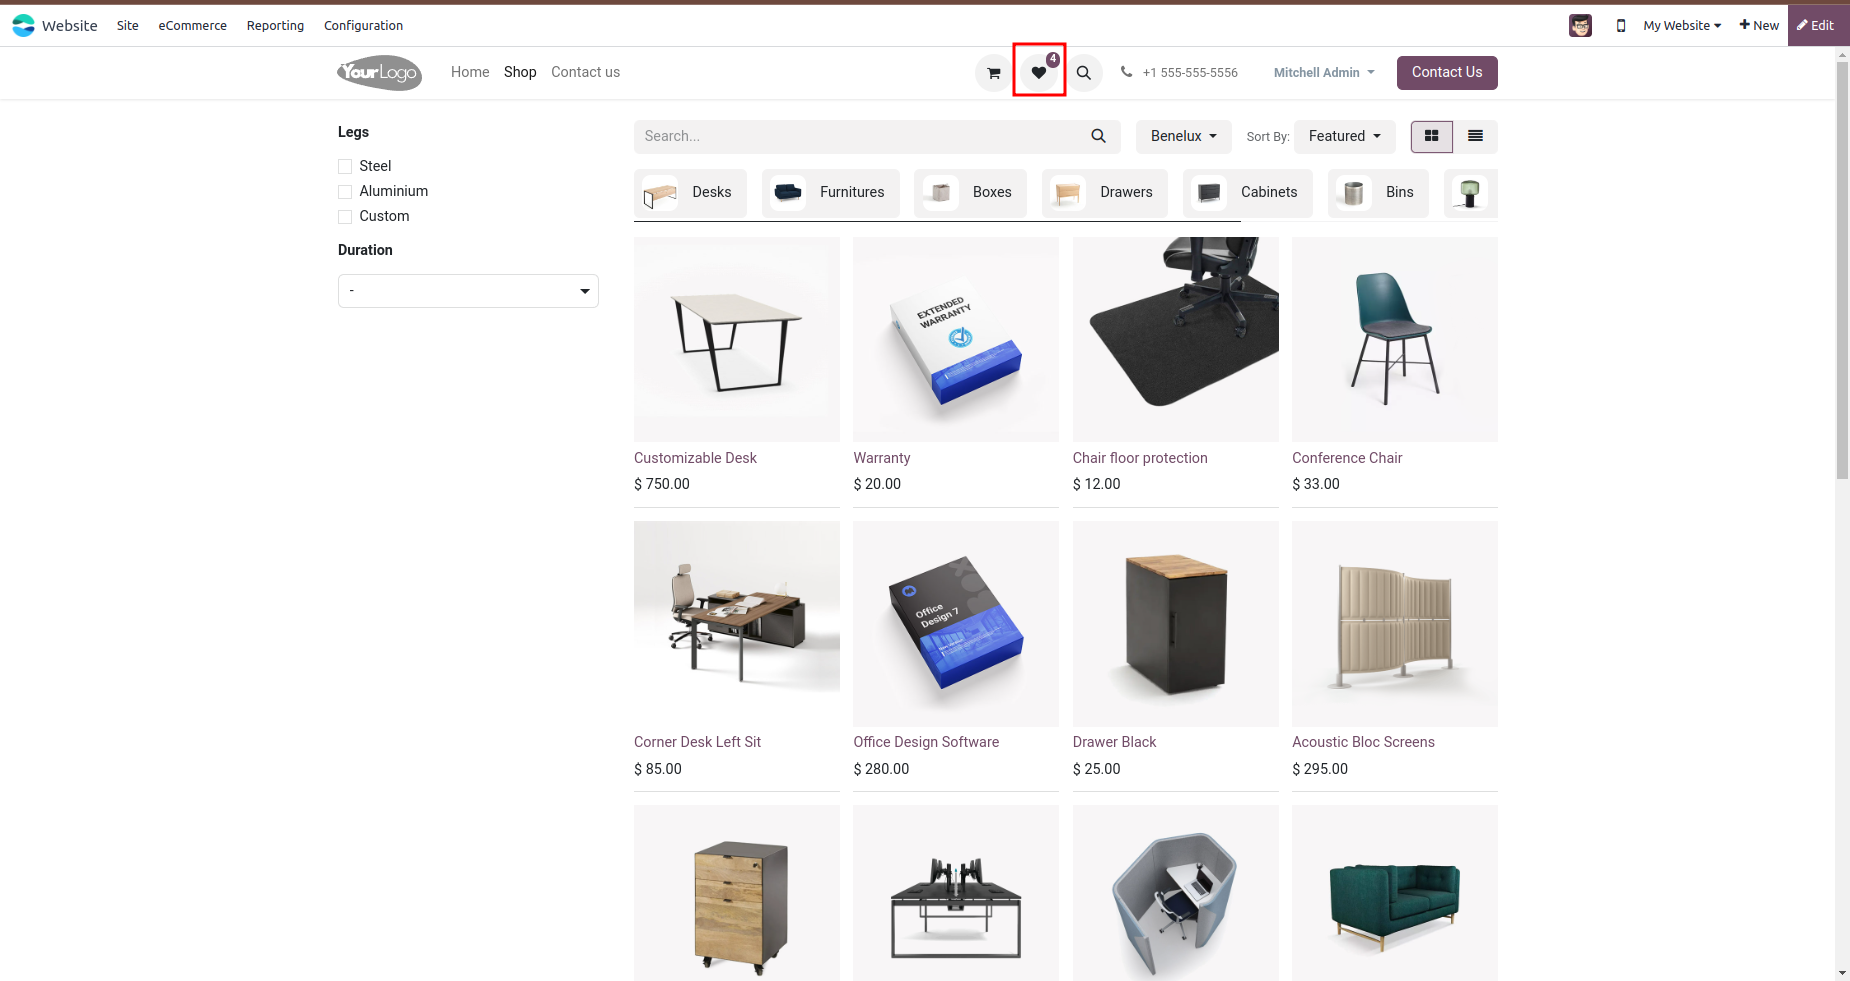 Website Site eCommerce Reporting Configuration My Website New Edit
YourLogo Home Shop Contact us 4 +1 555-555-5556 Mitchell Admin Contact Us
Legs
Steel
Aluminium
Custom
Duration
-
Search... Benelux Sort By: Featured
Desks Furnitures Boxes Drawers Cabinets Bins
EXTENDED
WARRANTY
Customizable Desk Warranty Chair floor protection Conference Chair
$ 750.00 $ 20.00 $ 12.00 $ 33.00
Office
Design 7
Corner Desk Left Sit Office Design Software Drawer Black Acoustic Bloc Screens
$ 85.00 $ 280.00 $ 25.00 $ 295.00